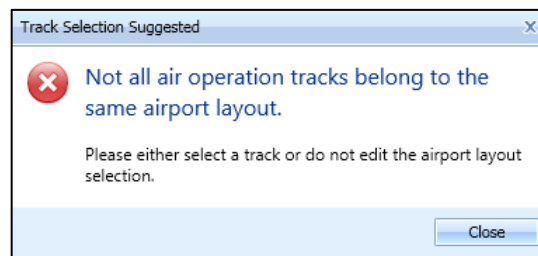 Track Selection Suggested
Not all air operation tracks belong to the
same airport layout.
Please either select a track or do not edit the airport layout
selection.
Close